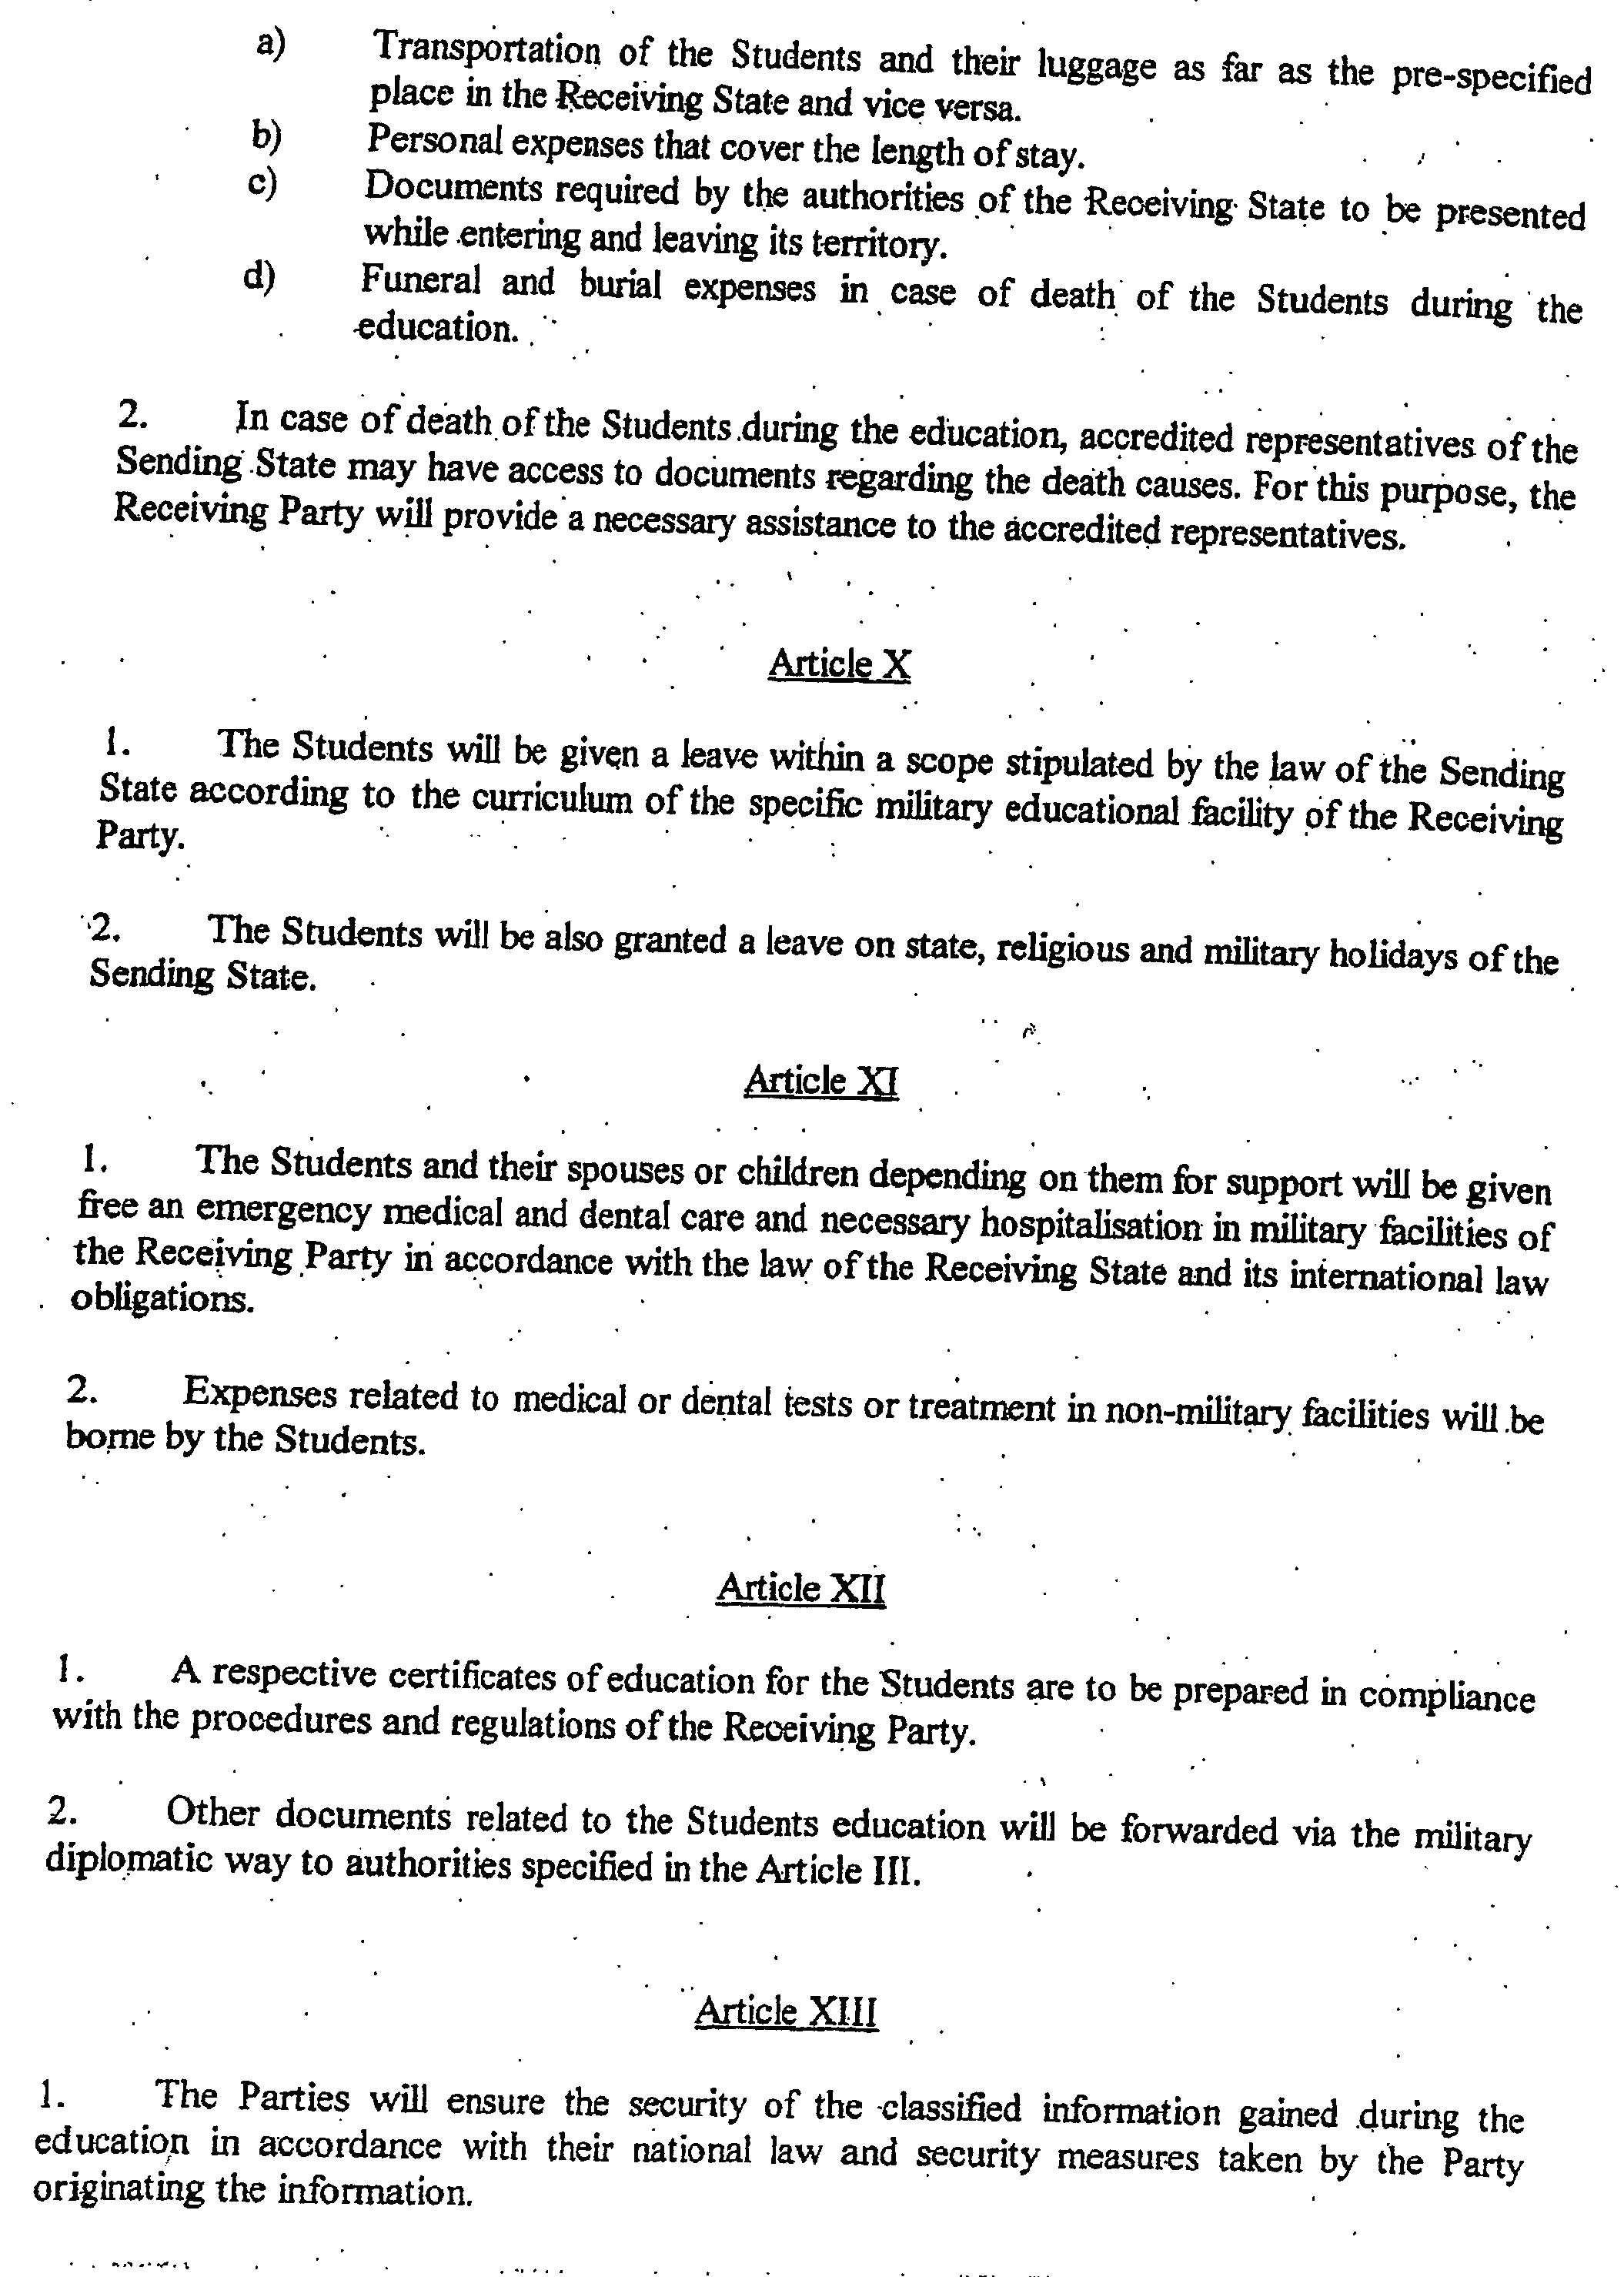 a) Transportation of the Students and their luggage as far as the pre-specified
place in the Receiving State and vice versa.
b) Personal expenses that cover the length of stay.
c) Documents required by the authorities of the Receiving State to be presented
while entering and leaving its territory.
d) Funeral and burial expenses in case of death of the Students during the
education.
2. In case of death of the Students during the education, accredited representatives of the
Sending State may have access to documents regarding the death causes. For this purpose, the
Receiving Party will provide a necessary assistance to the accredited representatives.
Article X
1. The Students will be given a leave within a scope stipulated by the law of the Sending
State according to the curriculum of the specific military educational facility of the Receiving
Party.
2. The Students will be also granted a leave on state, religious and military holidays of the
Sending State.
Article XI
1. The Students and their spouses or children depending on them for support will be given
free an emergency medical and dental care and necessary hospitalisation in military facilities of
the Receiving Party in accordance with the law of the Receiving State and its international law
obligations.
2. Expenses related to medical or dental tests or treatment in non-military facilities will be
borne by the Students.
Article XII
1. A respective certificates of education for the Students are to be prepared in compliance
with the procedures and regulations of the Receiving Party.
2. Other documents related to the Students education will be forwarded via the military
diplomatic way to authorities specified in the Article III.
Article XIII
1. The Parties will ensure the security of the classified information gained during the
education in accordance with their national law and security measures taken by the Party
originating the information.